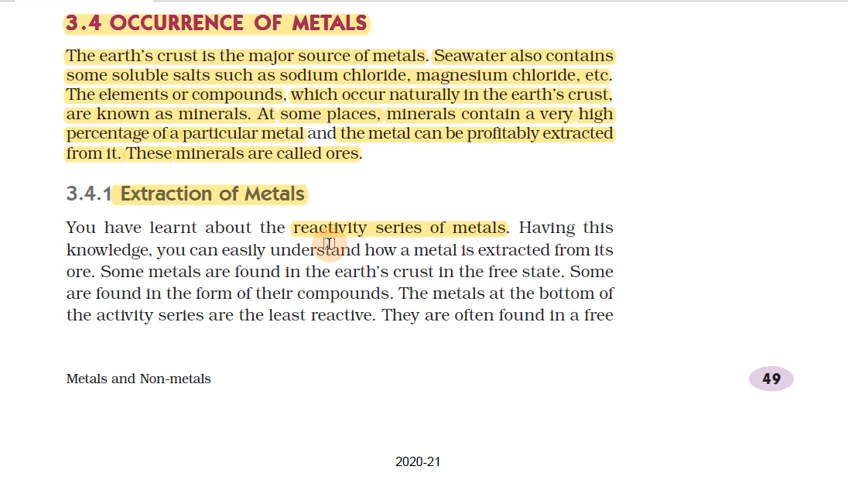 3.4 OCCURRENCE OF METALS
The earth's crust is the major source of metals. Seawater also contains
some soluble salts such as sodium chloride, magnesium chloride, etc.
The elements or compounds, which occur naturally in the earth's crust,
are known as minerals. At some places, minerals contain a very high
percentage of a particular metal and the metal can be profitably extracted
from it. These minerals are called ores.
3.4.1 Extraction of Metals
You have learnt about the reactivity series of metals. Having this
knowledge, you can easily understand how a metal is extracted from its
ore. Some metals are found in the earth's crust in the free state. Some
are found in the form of their compounds. The metals at the bottom of
the activity series are the least reactive. They are often found in a free
Metals and Non-metals
49
2020-21